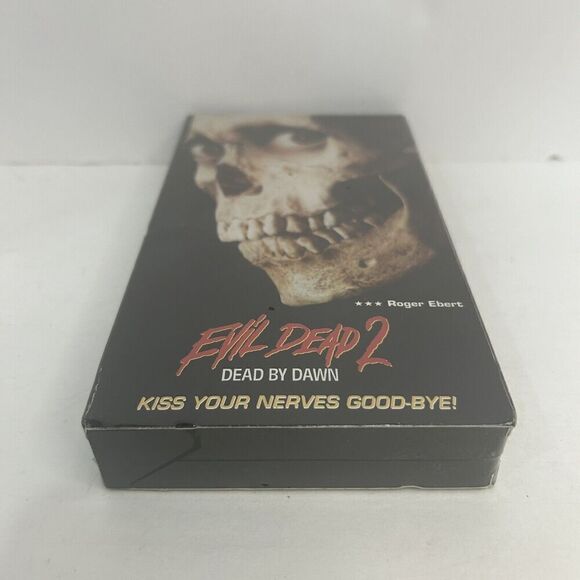 ★★★ Roger Ebert
EVIL DEAD 2
DEAD BY DAWN
KISS YOUR NERVES GOOD-BYE!